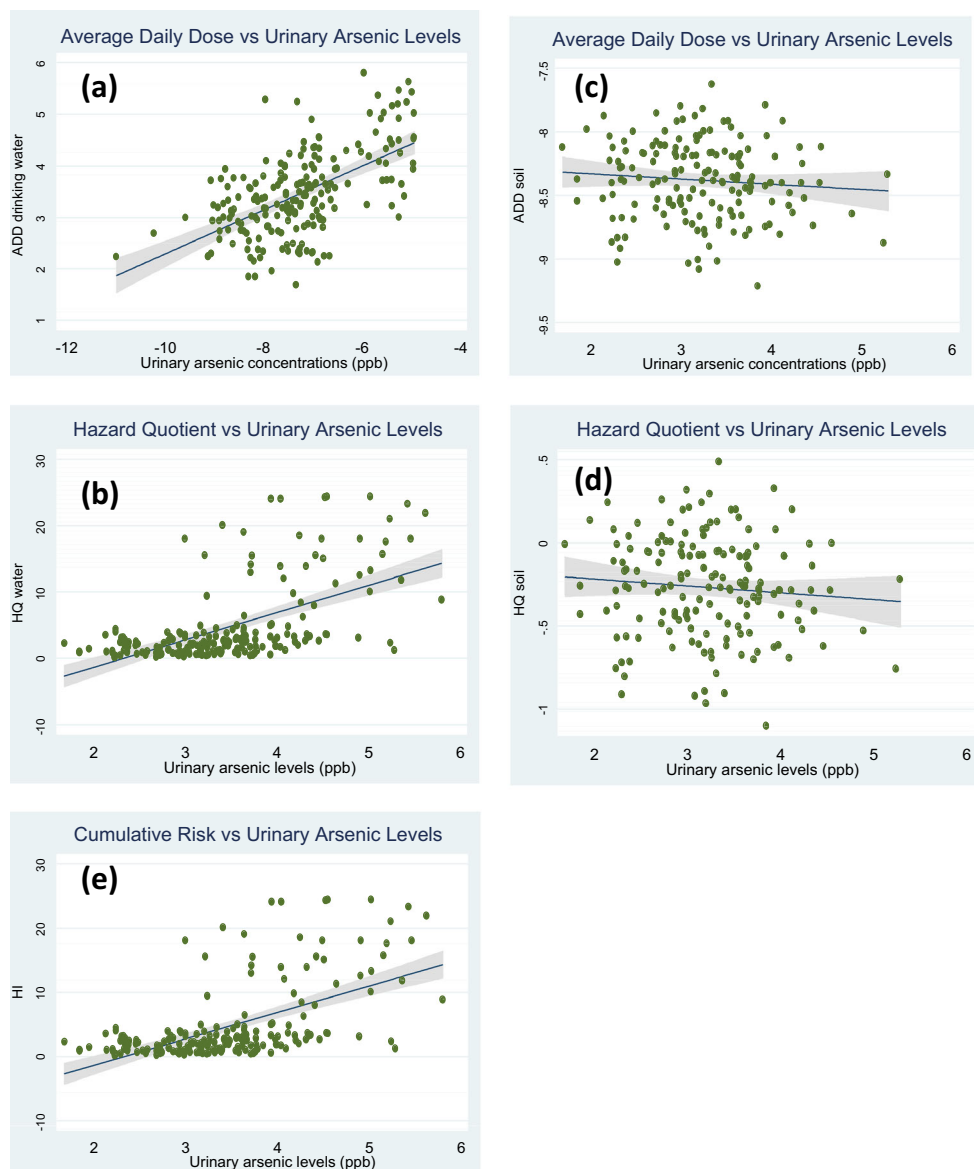 Average Daily Dose vs Urinary Arsenic Levels
(a)
ADD drinking water
6
5
4
3
2
1
-12 -10 -8 -6 -4
Urinary arsenic concentrations (ppb)
Average Daily Dose vs Urinary Arsenic Levels
(c)
ADD soil
-7.5
-8
-8.5
-9
-9.5
2 3 4 5 6
Urinary arsenic concentrations (ppb)
Hazard Quotient vs Urinary Arsenic Levels
(b)
HQ water
30
20
10
0
-10
2 3 4 5 6
Urinary arsenic levels (ppb)
Hazard Quotient vs Urinary Arsenic Levels
(d)
HQ soil
.5
0
-.5
-1
2 3 4 5 6
Urinary arsenic levels (ppb)
Cumulative Risk vs Urinary Arsenic Levels
(e)
HI
30
20
10
0
-10
2 3 4 5 6
Urinary arsenic levels (ppb)